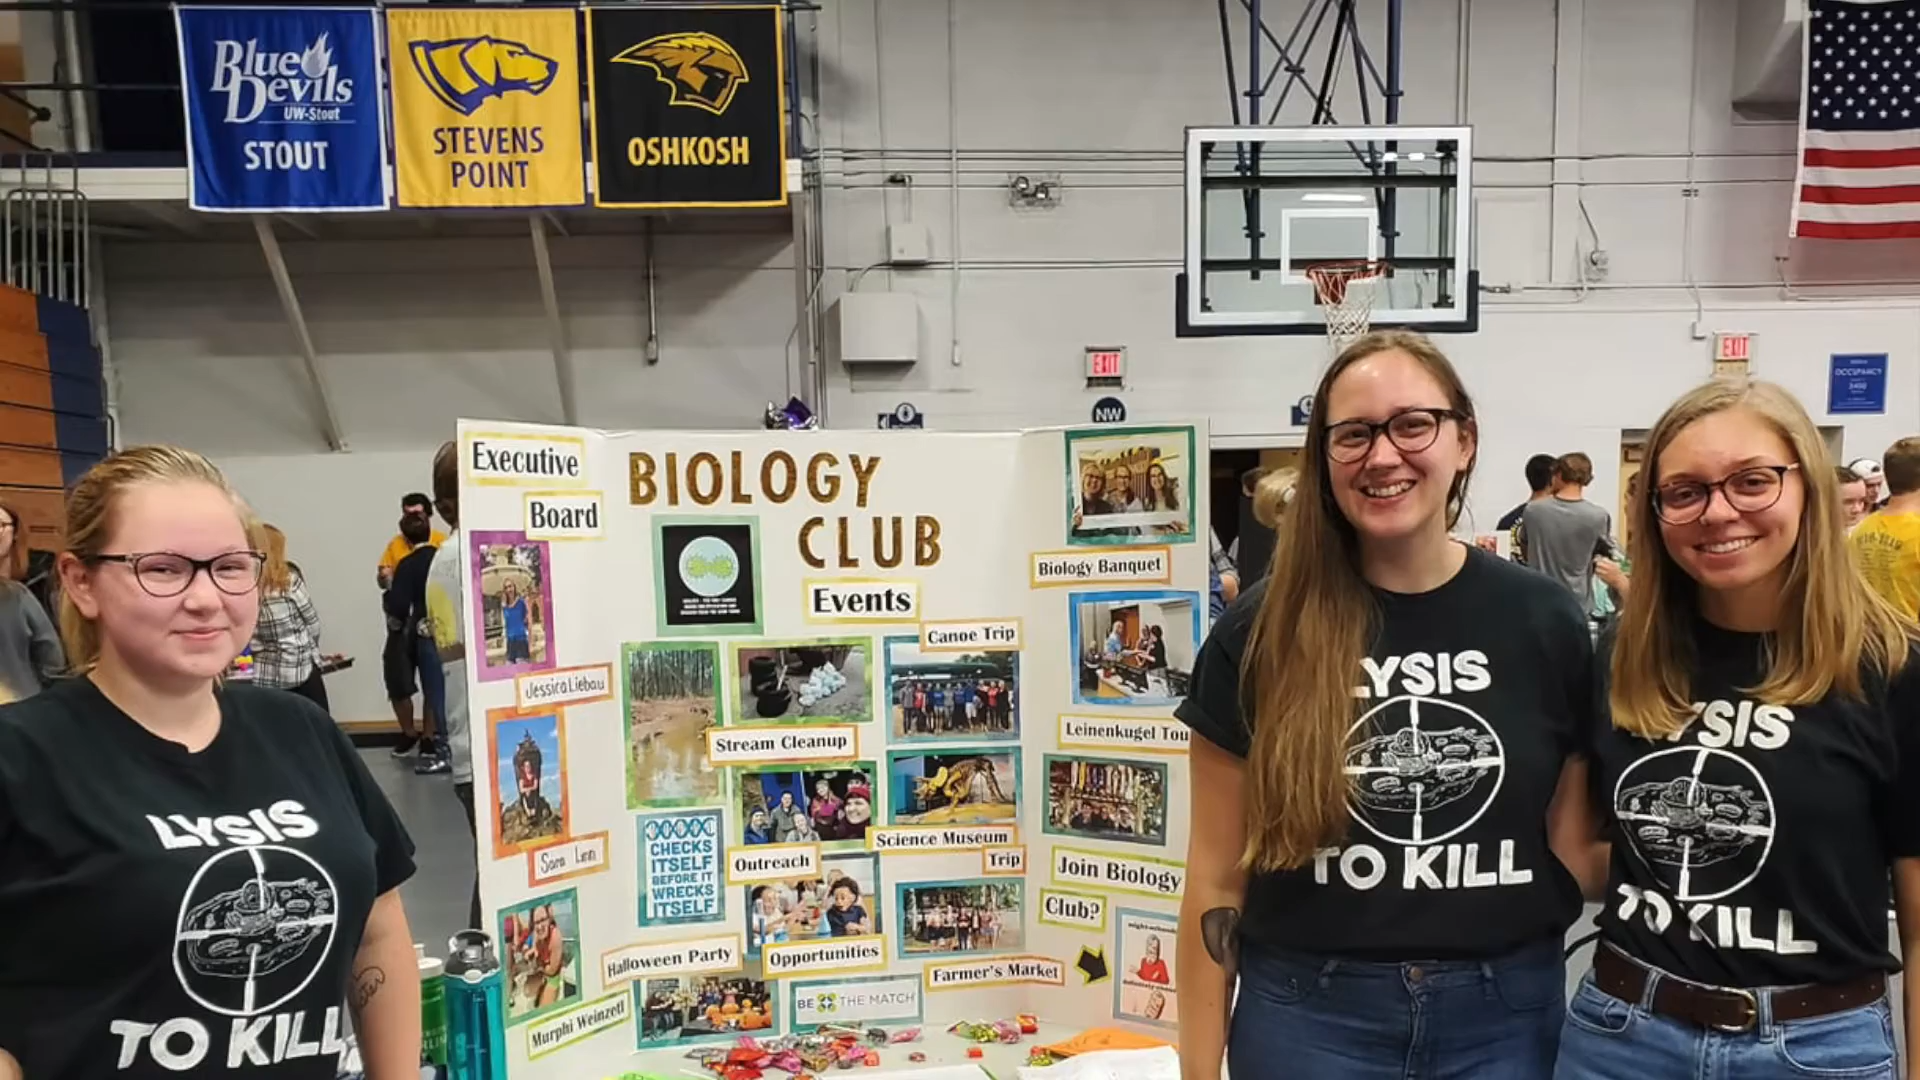 Blue
Devils
UW-Stout
STOUT
STEVENS
POINT
OSHKOSH
EXIT
EXIT
OCCUPANCY
NW
Executive
Board
BIOLOGY
CLUB
Events
Jessica Liebau
Sara Linn
Murphi Weinzetl
Stream Cleanup
Canoe Trip
CHECKS
ITSELF
BEFORE IT
WRECKS
ITSELF
Outreach
Science Museum
Trip
Halloween Party
Opportunities
Farmer's Market
BE THE MATCH
Biology Banquet
Leinenkugel Tou
Join Biology
Club?
LYSIS
TO KILL
LYSIS
TO KILL
YSIS
TO KILL